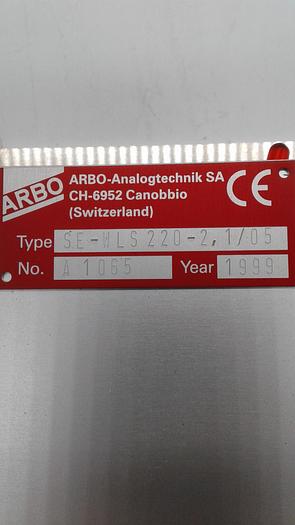 ARBO
ARBO-Analogtechnik SA
CH-6952 Canobbio
(Switzerland)
CE
Type SE-WLS 220-2,1/05
No. A 1065 Year 1999